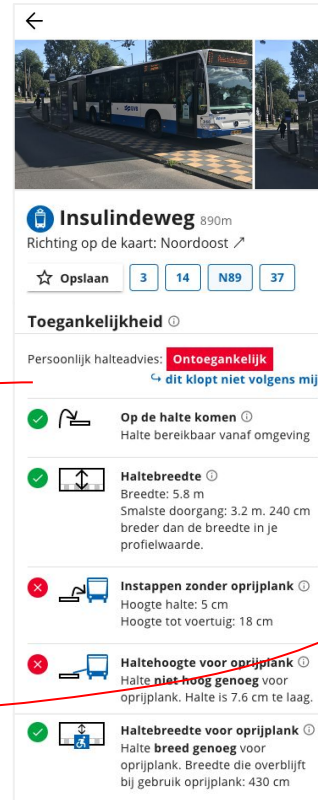 Insulindeweg 890m
Richting op de kaart: Noordoost ↗
Opslaan 3 14 N89 37
Toegankelijkheid
Persoonlijk halteadvies: Ontoegankelijk
↪ dit klopt niet volgens mij
Op de halte komen
Halte bereikbaar vanaf omgeving
Haltebreedte
Breedte: 5.8 m
Smalste doorgang: 3.2 m. 240 cm
breder dan de breedte in je
profielwaarde.
Instappen zonder oprijplank
Hoogte halte: 5 cm
Hoogte tot voertuig: 18 cm
Haltehoogte voor oprijplank
Halte niet hoog genoeg voor
oprijplank. Halte is 7.6 cm te laag.
Haltebreedte voor oprijplank
Halte breed genoeg voor
oprijplank. Breedte die overblijft
bij gebruik oprijplank: 430 cm